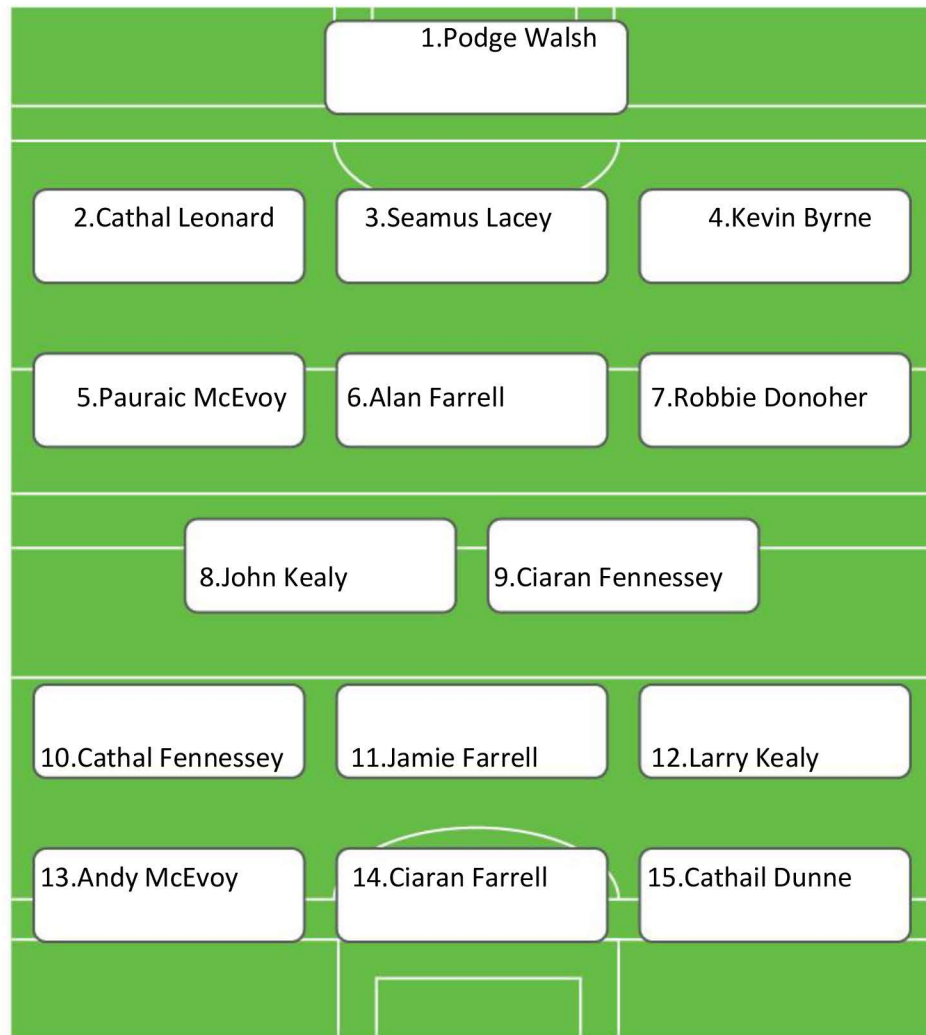 1.Podge Walsh
2.Cathal Leonard
3.Seamus Lacey
4.Kevin Byrne
5.Pauraic McEvoy
6.Alan Farrell
7.Robbie Donoher
8.John Kealy
9.Ciaran Fennessey
10.Cathal Fennessey
11.Jamie Farrell
12.Larry Kealy
13.Andy McEvoy
14.Ciaran Farrell
15.Cathail Dunne